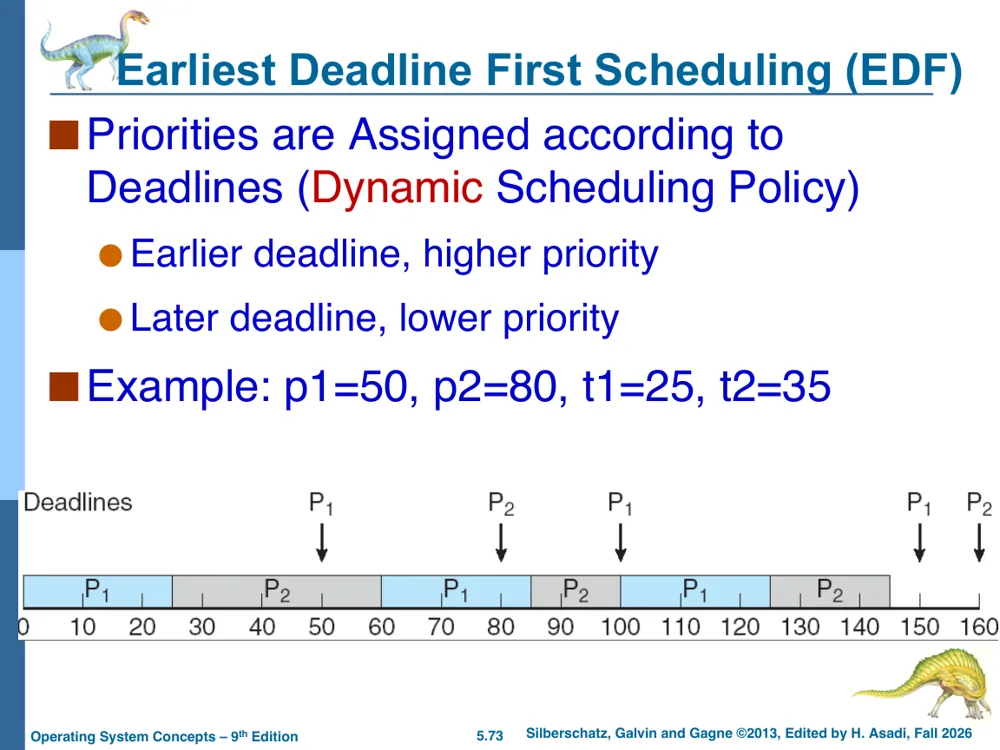 Earliest Deadline First Scheduling (EDF)
Priorities are Assigned according to
Deadlines (Dynamic Scheduling Policy)
Earlier deadline, higher priority
Later deadline, lower priority
Example: p1=50, p2=80, t1=25, t2=35
Deadlines P1 P2 P1 P1 P2
P1 P2 P1 P2 P1 P2
0 10 20 30 40 50 60 70 80 90 100 110 120 130 140 150 160
Operating System Concepts – 9th Edition 5.73 Silberschatz, Galvin and Gagne ©2013, Edited by H. Asadi, Fall 2026